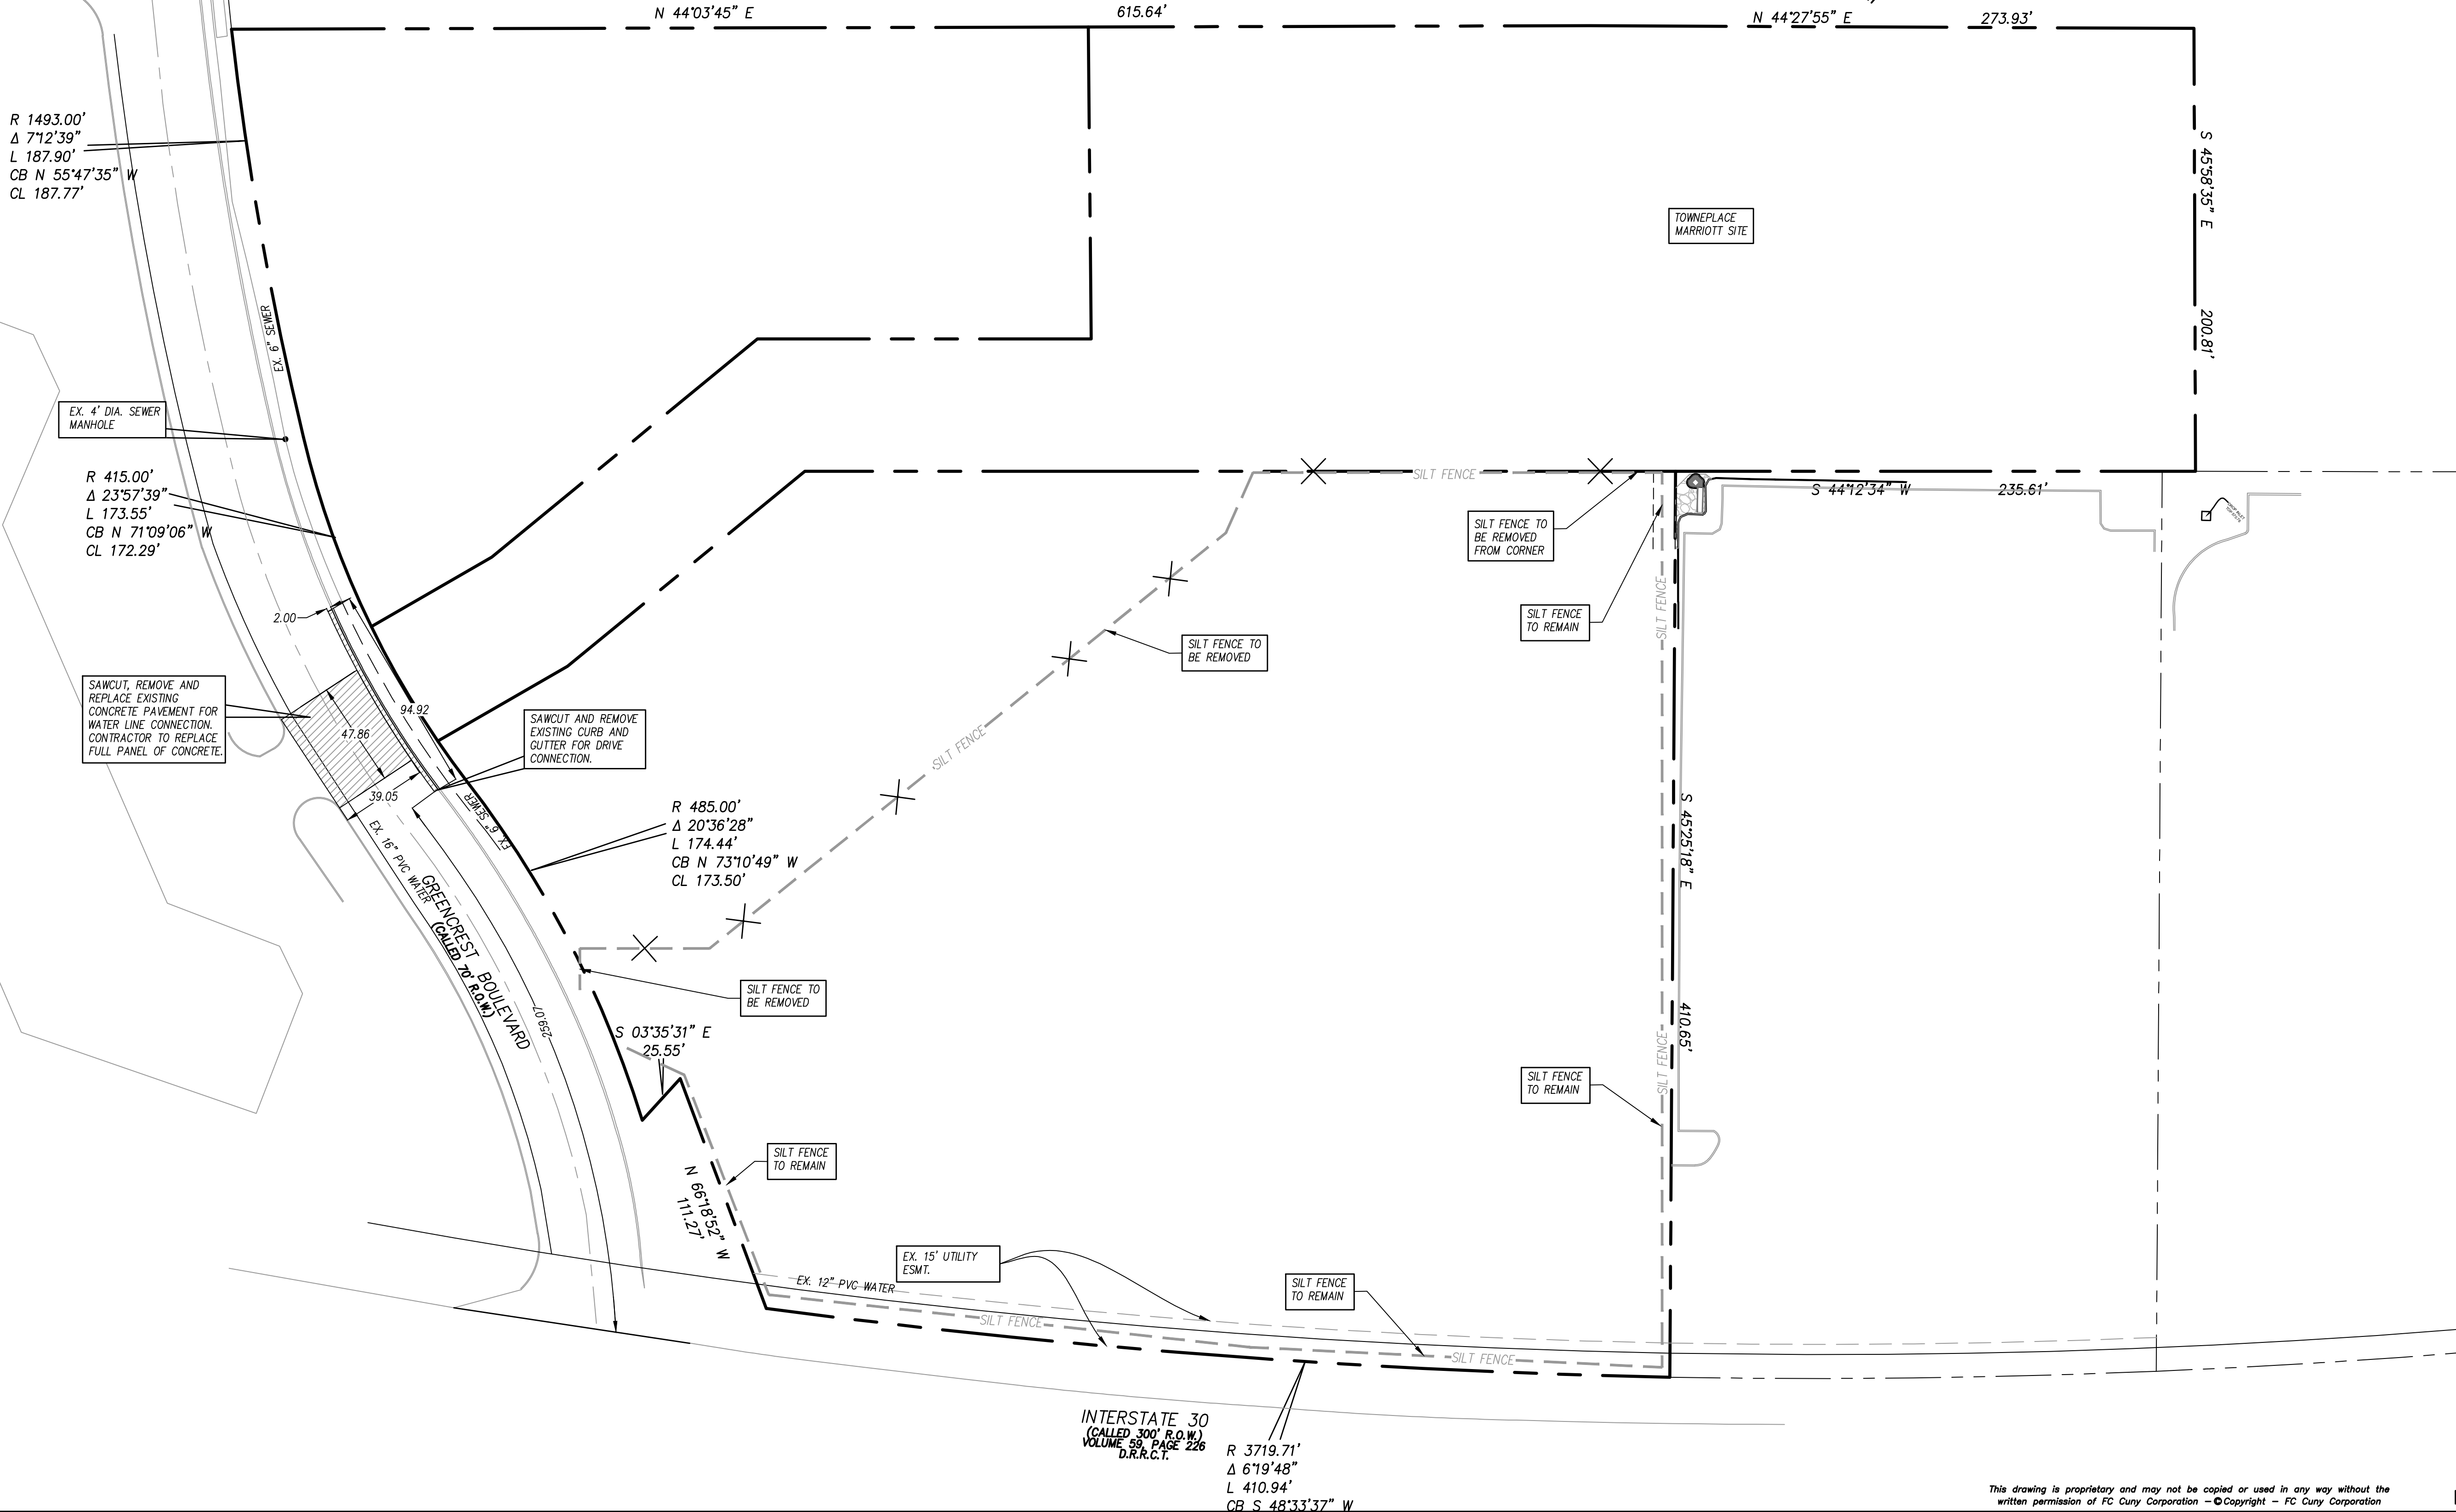 N 44°03'45" E
615.64'
N 44°27'55" E
273.93'
R 1493.00'
Δ 7°12'39"
L 187.90'
CB N 55°47'35" W
CL 187.77'
S 45°58'35" E
200.81'
TOWNEPLACE
MARRIOTT SITE
EX. 6" SEWER
EX. 4' DIA. SEWER
MANHOLE
R 415.00'
Δ 23°57'39"
L 173.55'
CB N 71°09'06" W
CL 172.29'
SILT FENCE
S 44°12'34" W
235.61'
SILT FENCE TO
BE REMOVED
FROM CORNER
SILT FENCE
TO REMAIN
SILT FENCE
2.00
SILT FENCE TO
BE REMOVED
SAWCUT, REMOVE AND
REPLACE EXISTING
CONCRETE PAVEMENT FOR
WATER LINE CONNECTION.
CONTRACTOR TO REPLACE
FULL PANEL OF CONCRETE.
94.92
47.86
39.05
SAWCUT AND REMOVE
EXISTING CURB AND
GUTTER FOR DRIVE
CONNECTION.
SILT FENCE
EX. 6" SEWER
EX. 16" PVC WATER
R 485.00'
Δ 20°36'28"
L 174.44'
CB N 73°10'49" W
CL 173.50'
S 45°25'18" E
410.65'
GREENCREST BOULEVARD
(CALLED 70' R.O.W.)
259.07
SILT FENCE TO
BE REMOVED
S 03°35'31" E
25.55'
SILT FENCE
SILT FENCE
TO REMAIN
SILT FENCE
TO REMAIN
N 66°18'52" W
111.27'
EX. 15' UTILITY
ESMT.
EX. 12" PVC WATER
SILT FENCE
TO REMAIN
SILT FENCE
SILT FENCE
INTERSTATE 30
(CALLED 300' R.O.W.)
VOLUME 59, PAGE 226
D.R.R.C.T.
R 3719.71'
Δ 6°19'48"
L 410.94'
CB S 48°33'37" W
This drawing is proprietary and may not be copied or used in any way without the
written permission of FC Cuny Corporation – © Copyright – FC Cuny Corporation